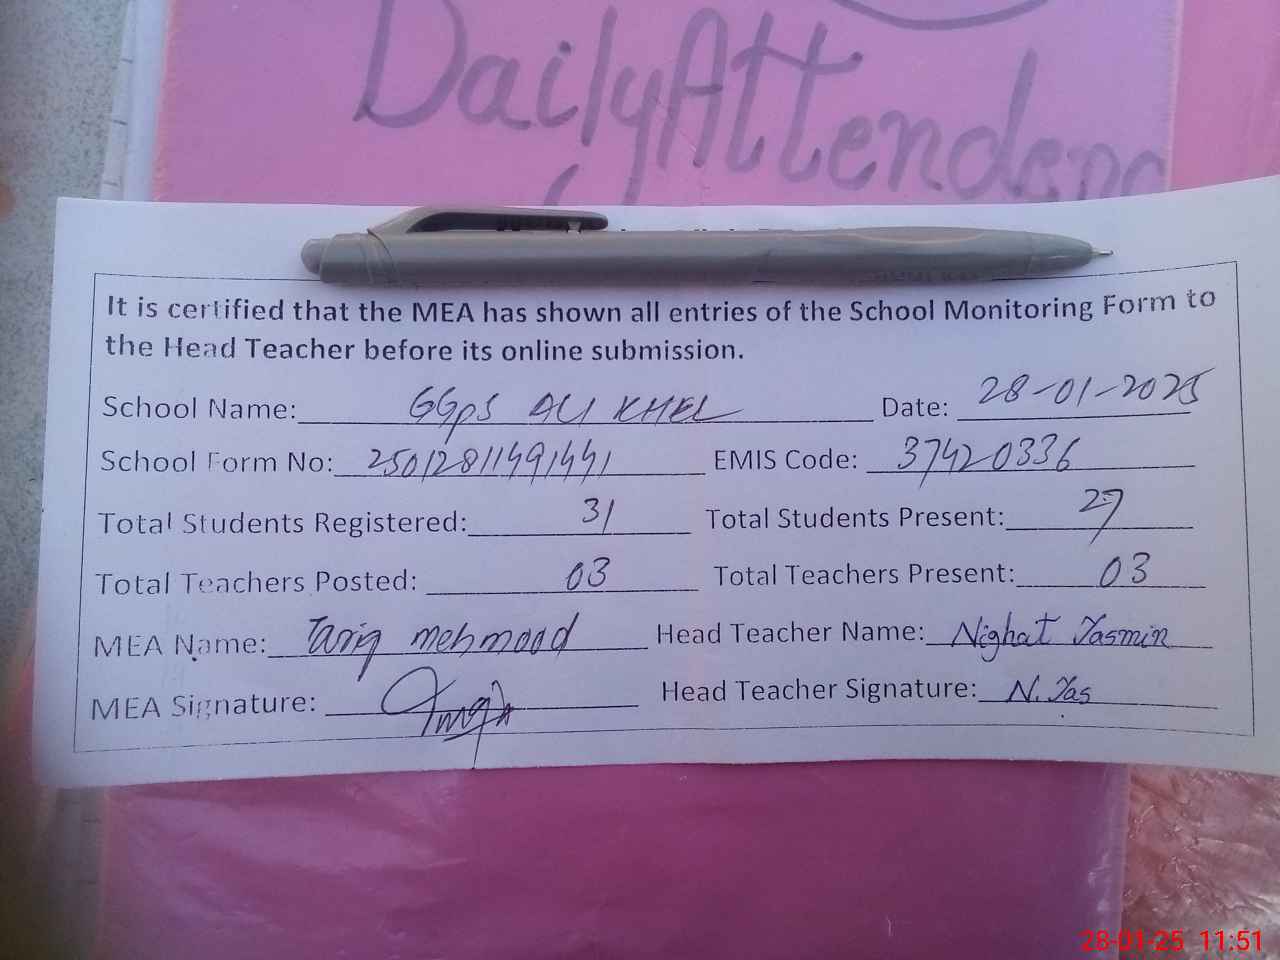 DailyAttendenc
It is certified that the MEA has shown all entries of the School Monitoring Form to
the Head Teacher before its online submission.
School Name: GGPS ALI KHEL Date: 28-01-2025
School Form No: 25012811491441 EMIS Code: 37420336
Total Students Registered: 31 Total Students Present: 27
Total Teachers Posted: 03 Total Teachers Present: 03
MEA Name: Tariq mehmood Head Teacher Name: Nighat Yasmin
MEA Signature: Head Teacher Signature: N. Yas
28-01-25 11:51